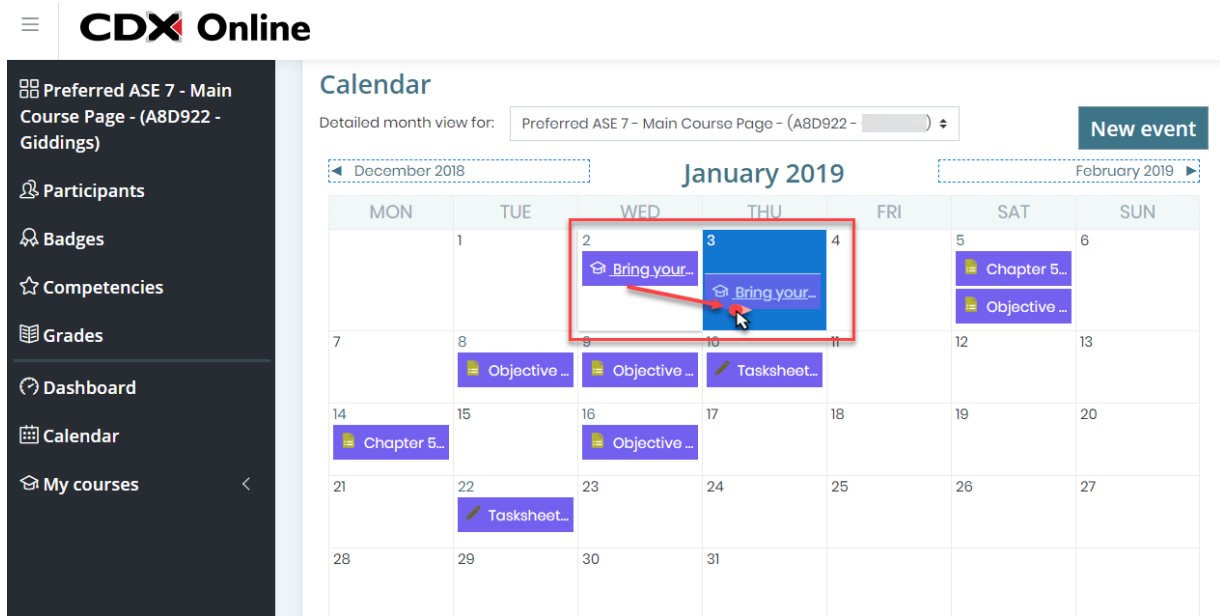 CDX Online
Preferred ASE 7 - Main
Course Page - (A8D922 -
Giddings)
Participants
Badges
Competencies
Grades
Dashboard
Calendar
My courses
Calendar
Detailed month view for: Preferred ASE 7 - Main Course Page - (A8D922 - )
New event
◄ December 2018 January 2019 February 2019 ►
MON TUE WED THU FRI SAT SUN
1 2 3 4 5 6
Bring your... Bring your... Chapter 5...
Objective ...
7 8 9 10 11 12 13
Objective ... Objective ... Tasksheet...
14 15 16 17 18 19 20
Chapter 5... Objective ...
21 22 23 24 25 26 27
Tasksheet...
28 29 30 31